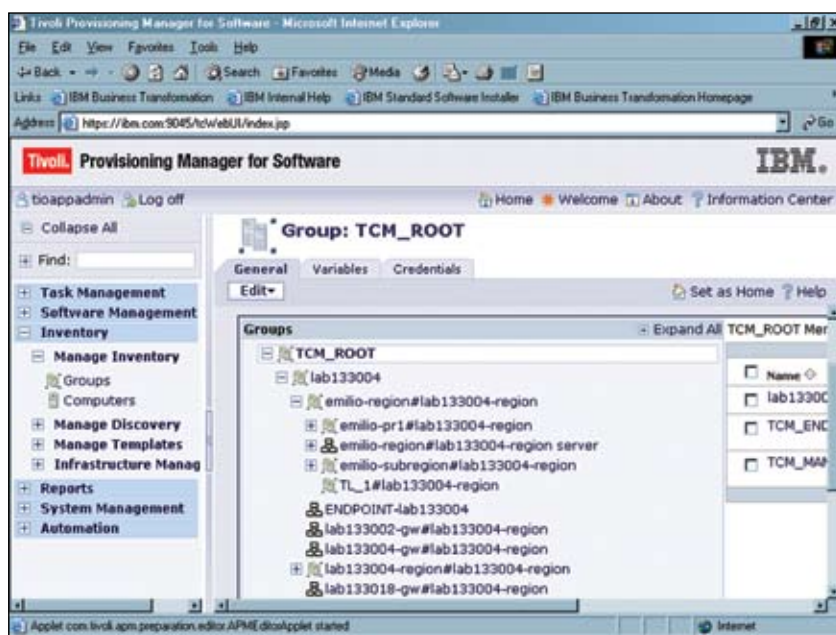 Tivoli Provisioning Manager for Software - Microsoft Internet Explorer
File Edit View Favorites Tools Help
Back Search Favorites Media
Links IBM Business Transformation IBM Internal Help IBM Standard Software Installer IBM Business Transformation Homepage
Address https://ibm.com:9045/tcWebUI/index.jsp Go
Tivoli. Provisioning Manager for Software IBM.
tioappadmin Log off Home Welcome About Information Center
Collapse All
Find:
Task Management
Software Management
Inventory
Manage Inventory
Groups
Computers
Manage Discovery
Manage Templates
Infrastructure Manag
Reports
System Management
Automation
Group: TCM_ROOT
General Variables Credentials
Edit Set as Home Help
Groups Expand All
TCM_ROOT
lab133004
emilio-region#lab133004-region
emilio-pr1#lab133004-region
emilio-region#lab133004-region server
emilio-subregion#lab133004-region
TL_1#lab133004-region
ENDPOINT-lab133004
lab133002-gw#lab133004-region
lab133004-gw#lab133004-region
lab133004-region#lab133004-region
lab133018-gw#lab133004-region
TCM_ROOT Mer
Name
lab1330
TCM_END
TCM_MAN
Applet com.tivoli.apm.preparation.editor.APMEditorApplet started Internet